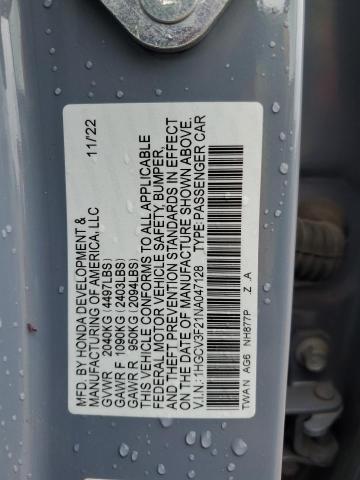 MFD. BY HONDA DEVELOPMENT &
MANUFACTURING OF AMERICA, LLC 11/'22
GVWR 2040KG (4497LBS)
GAWR F 1090KG (2403LBS)
GAWR R 950KG (2094LBS)
THIS VEHICLE CONFORMS TO ALL APPLICABLE
FEDERAL MOTOR VEHICLE SAFETY, BUMPER,
AND THEFT PREVENTION STANDARDS IN EFFECT
ON THE DATE OF MANUFACTURE SHOWN ABOVE.
V.I.N.:1HGCV3F21NA047128 TYPE:PASSENGER CAR
TWAN AG6 NH877P Z A